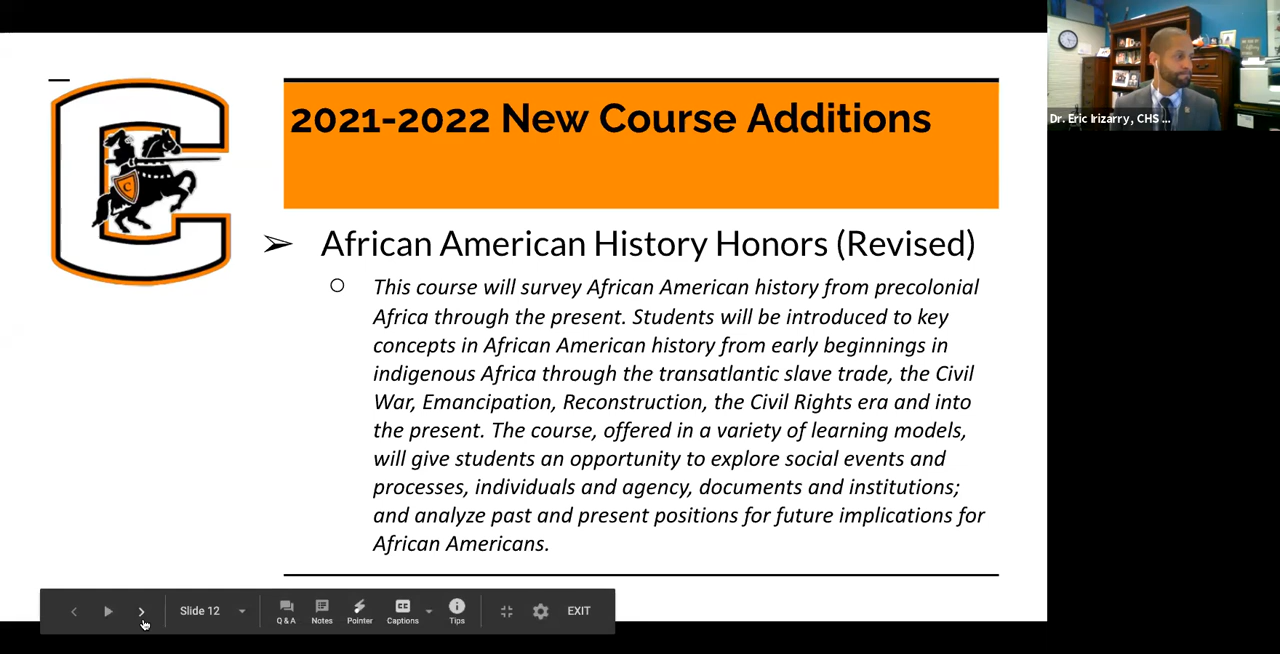 2021-2022 New Course Additions
Dr. Eric Irizarry, CHS ...
➢ African American History Honors (Revised)
○ This course will survey African American history from precolonial
Africa through the present. Students will be introduced to key
concepts in African American history from early beginnings in
indigenous Africa through the transatlantic slave trade, the Civil
War, Emancipation, Reconstruction, the Civil Rights era and into
the present. The course, offered in a variety of learning models,
will give students an opportunity to explore social events and
processes, individuals and agency, documents and institutions;
and analyze past and present positions for future implications for
African Americans.
C
Slide 12
Q & A
Notes
Pointer
CC
Captions
Tips
EXIT